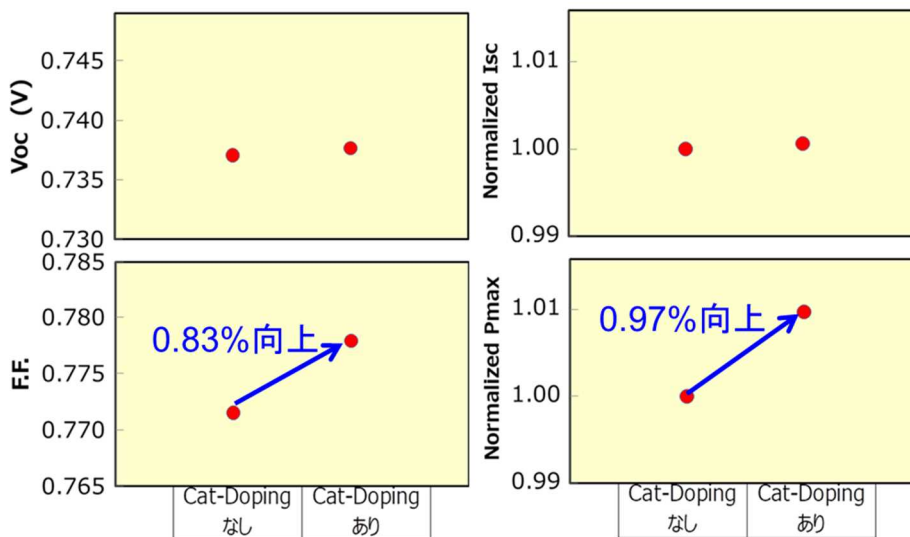 Voc (V)
0.745
0.740
0.735
0.730
Normalized Isc
1.01
1.00
0.99
F.F.
0.785
0.780
0.775
0.770
0.765
0.83%向上
Cat-Doping
なし
Cat-Doping
あり
Normalized Pmax
1.01
1.00
0.99
0.97%向上
Cat-Doping
なし
Cat-Doping
あり